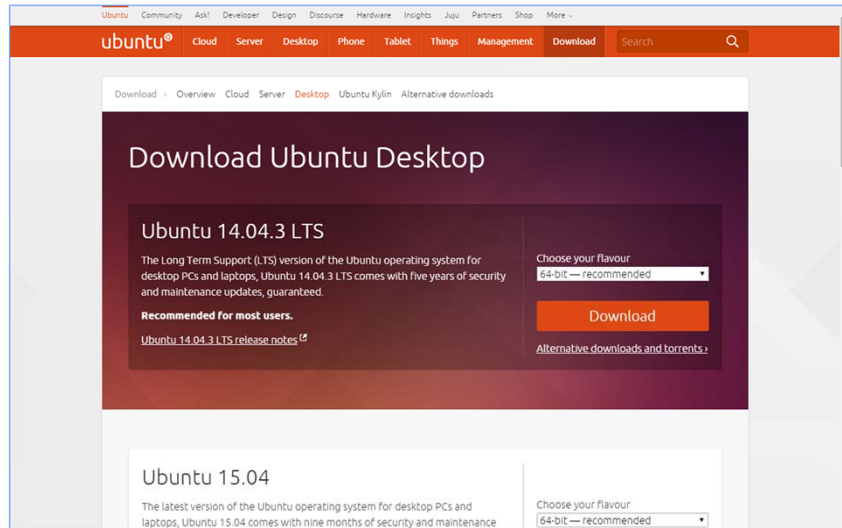 Ubuntu Community Ask! Developer Design Discourse Hardware Insights Juju Partners Shop More
ubuntu® Cloud Server Desktop Phone Tablet Things Management Download Search
Download › Overview Cloud Server Desktop Ubuntu Kylin Alternative downloads
Download Ubuntu Desktop
Ubuntu 14.04.3 LTS
The Long Term Support (LTS) version of the Ubuntu operating system for
desktop PCs and laptops, Ubuntu 14.04.3 LTS comes with five years of security
and maintenance updates, guaranteed.
Recommended for most users.
Ubuntu 14.04.3 LTS release notes
Choose your flavour
64-bit — recommended
Download
Alternative downloads and torrents ›
Ubuntu 15.04
The latest version of the Ubuntu operating system for desktop PCs and
laptops, Ubuntu 15.04 comes with nine months of security and maintenance
Choose your flavour
64-bit — recommended